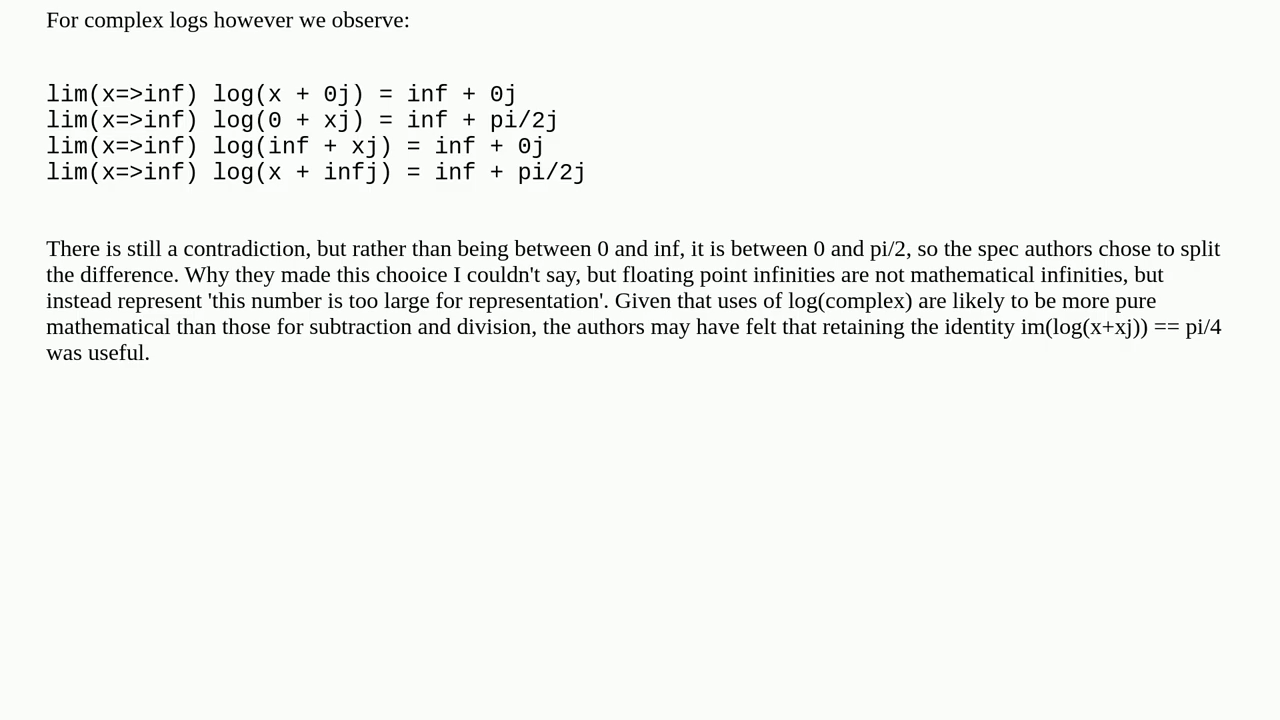 For complex logs however we observe:
lim(x=>inf) log(x + 0j) = inf + 0j
lim(x=>inf) log(0 + xj) = inf + pi/2j
lim(x=>inf) log(inf + xj) = inf + 0j
lim(x=>inf) log(x + infj) = inf + pi/2j
There is still a contradiction, but rather than being between 0 and inf, it is between 0 and pi/2, so the spec authors chose to split
the difference. Why they made this chooice I couldn't say, but floating point infinities are not mathematical infinities, but
instead represent 'this number is too large for representation'. Given that uses of log(complex) are likely to be more pure
mathematical than those for subtraction and division, the authors may have felt that retaining the identity im(log(x+xj)) == pi/4
was useful.